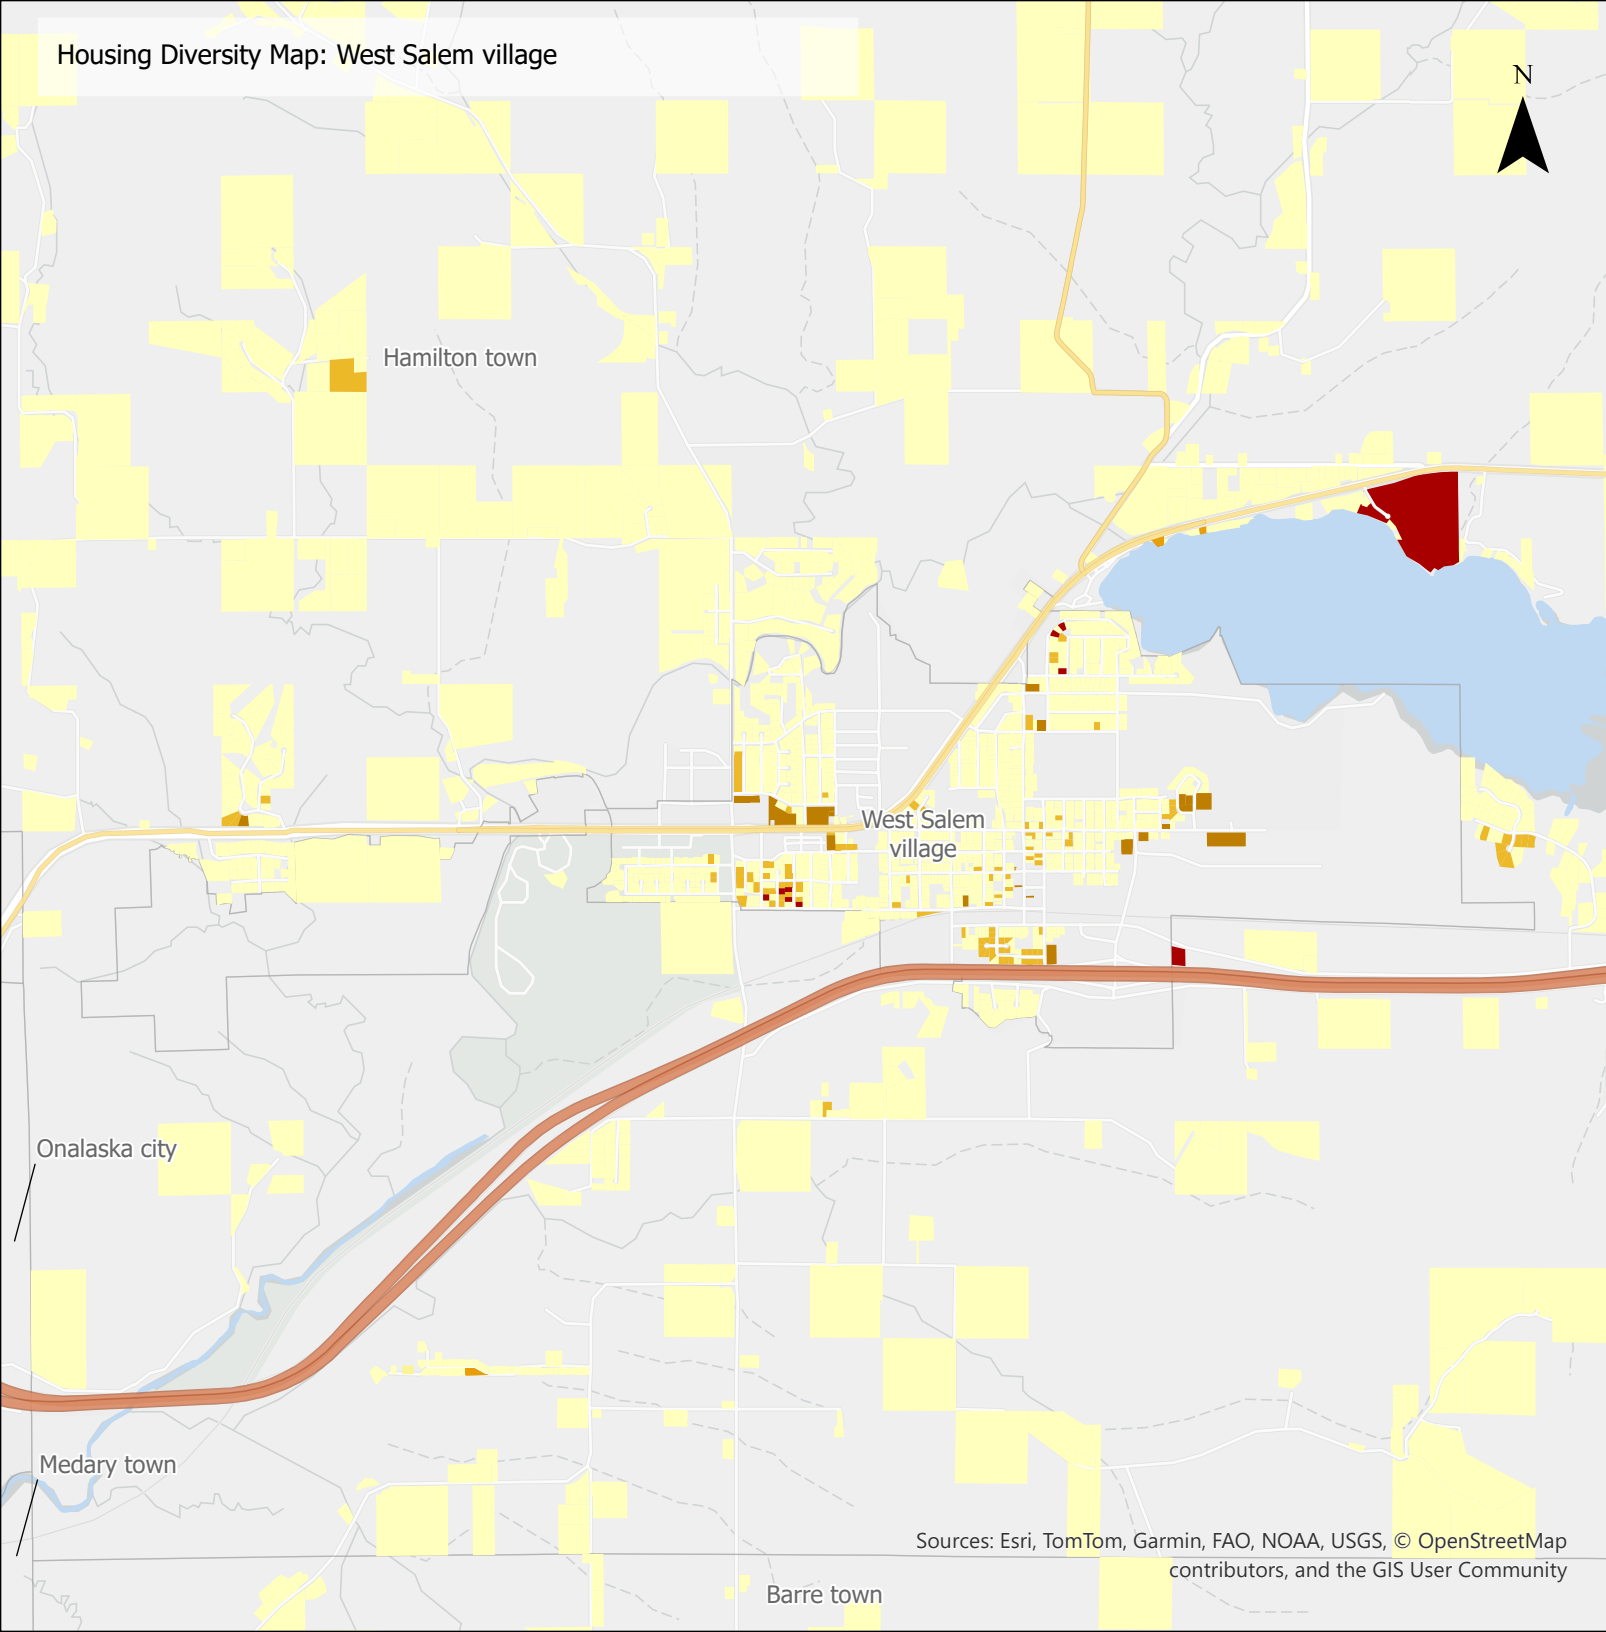 Housing Diversity Map: West Salem village
N
Hamilton town
West Salem
village
Onalaska city
Medary town
Sources: Esri, TomTom, Garmin, FAO, NOAA, USGS, © OpenStreetMap
contributors, and the GIS User Community
Barre town